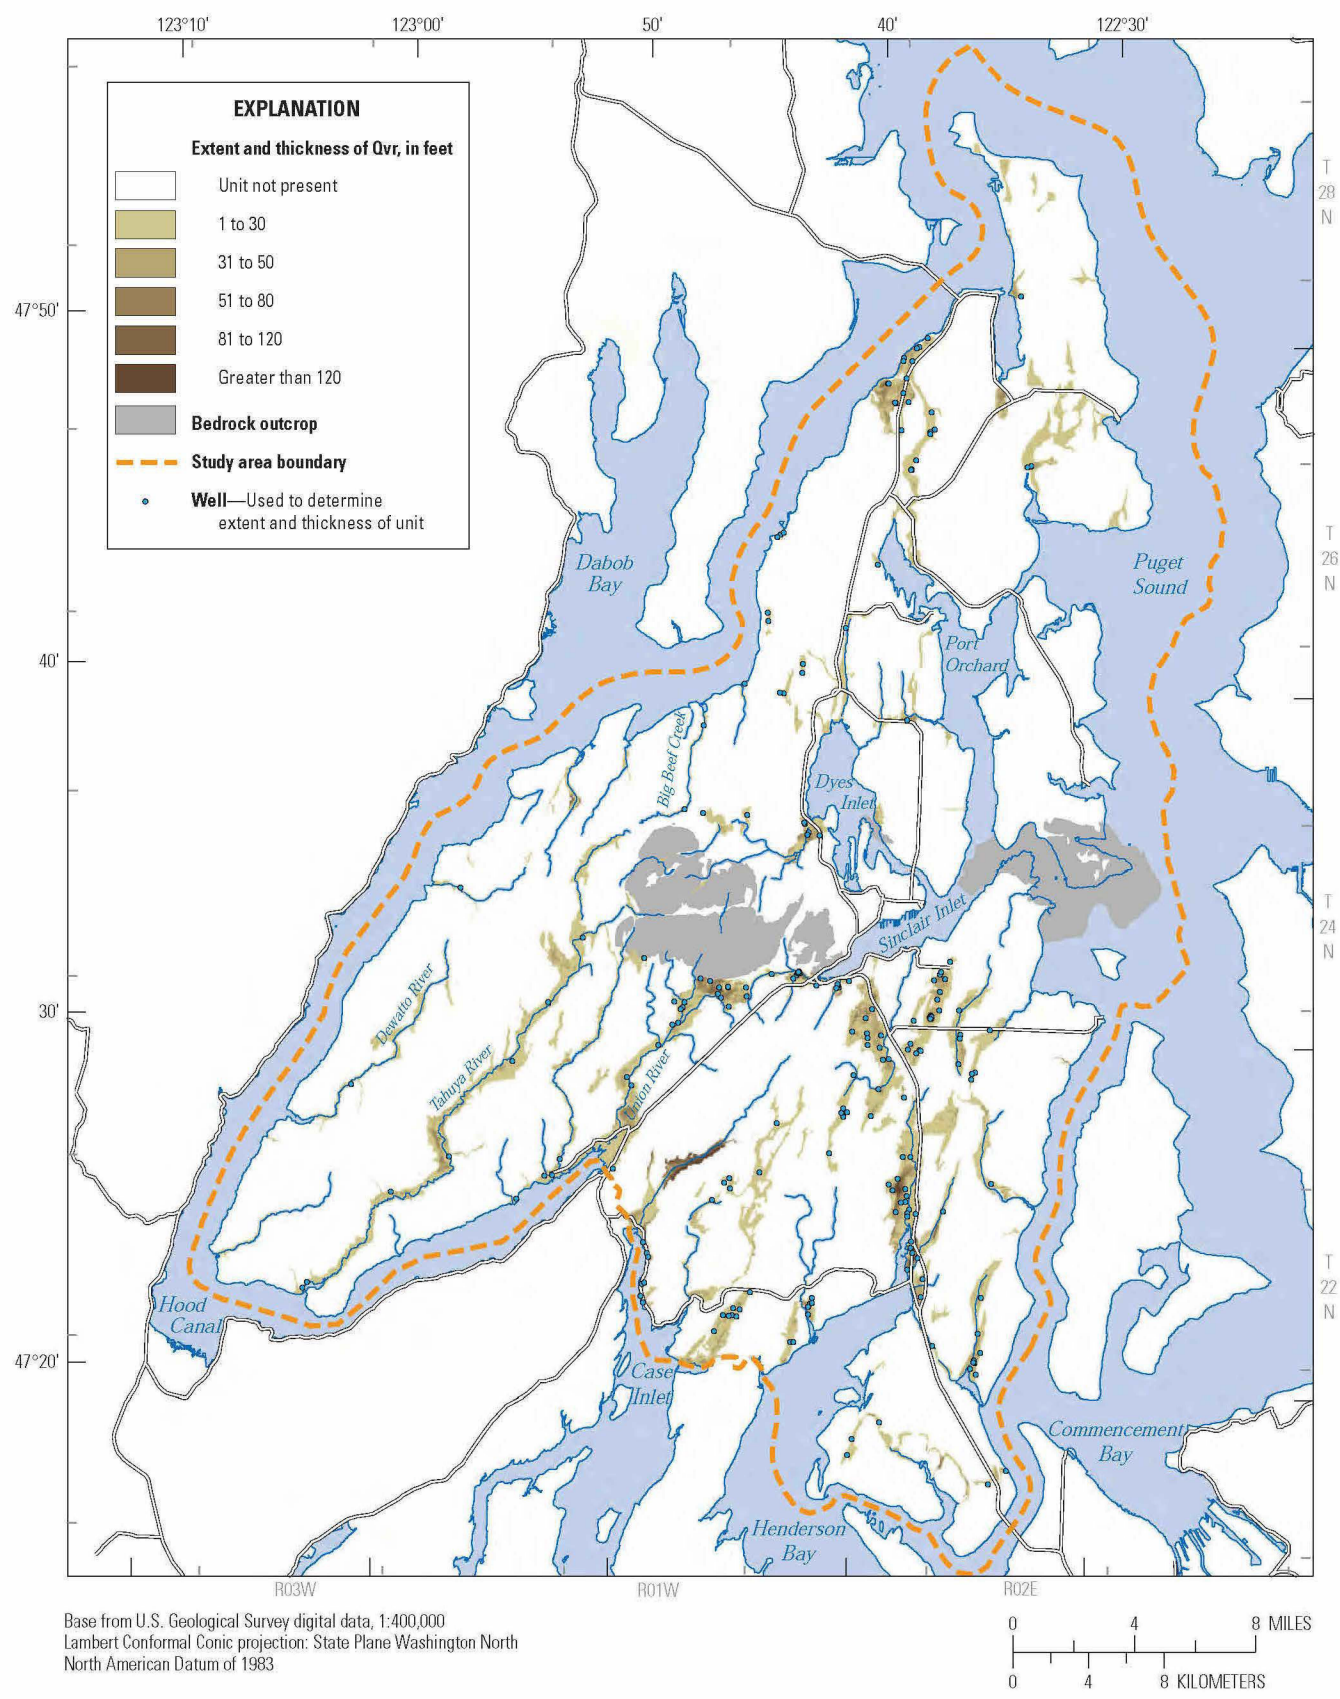 123°10'
123°00'
50'
40'
122°30'
EXPLANATION
Extent and thickness of Qvr, in feet
Unit not present
1 to 30
31 to 50
51 to 80
81 to 120
Greater than 120
Bedrock outcrop
Study area boundary
Well—Used to determine
extent and thickness of unit
T
28
N
47°50'
T
26
N
Dabob
Bay
Puget
Sound
40'
Port
Orchard
Big Beef Creek
Dyes
Inlet
T
24
N
Sinclair Inlet
Dewatto River
30'
Tahuya River
Union River
T
22
N
Hood
Canal
47°20'
Case
Inlet
Commencement
Bay
Henderson
Bay
R03W
R01W
R02E
Base from U.S. Geological Survey digital data, 1:400,000
Lambert Conformal Conic projection: State Plane Washington North
North American Datum of 1983
0 4 8 MILES
0 4 8 KILOMETERS